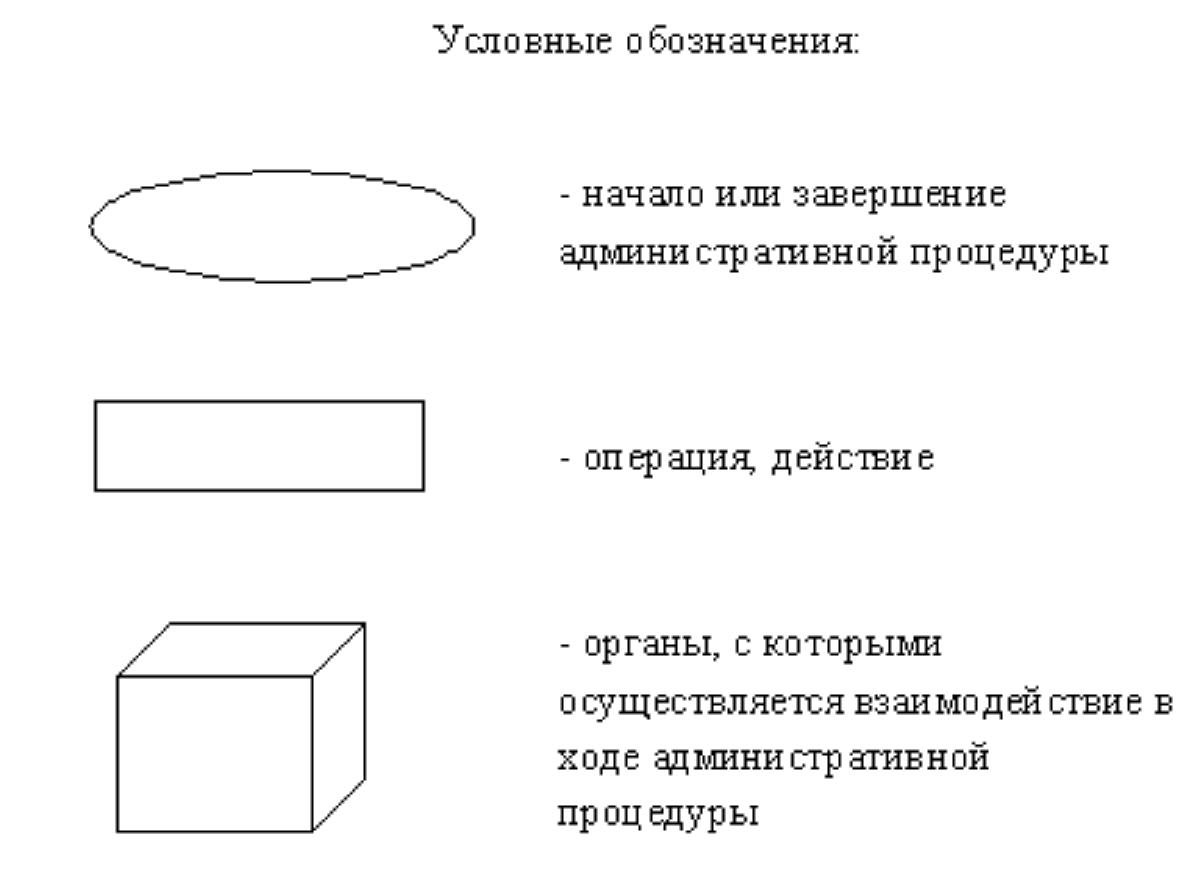 Условные обозначения:
- начало или завершение
административной процедуры
- операция, действие
- органы, с которыми
осуществляется взаимодействие в
ходе административной
процедуры